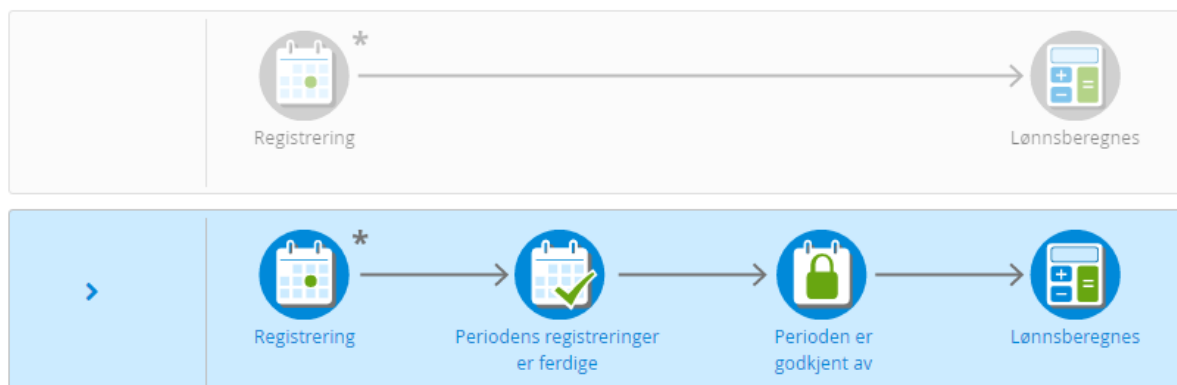 *
Registrering
Lønnsberegnes
*
Registrering
Periodens registreringer
er ferdige
Perioden er
godkjent av
Lønnsberegnes